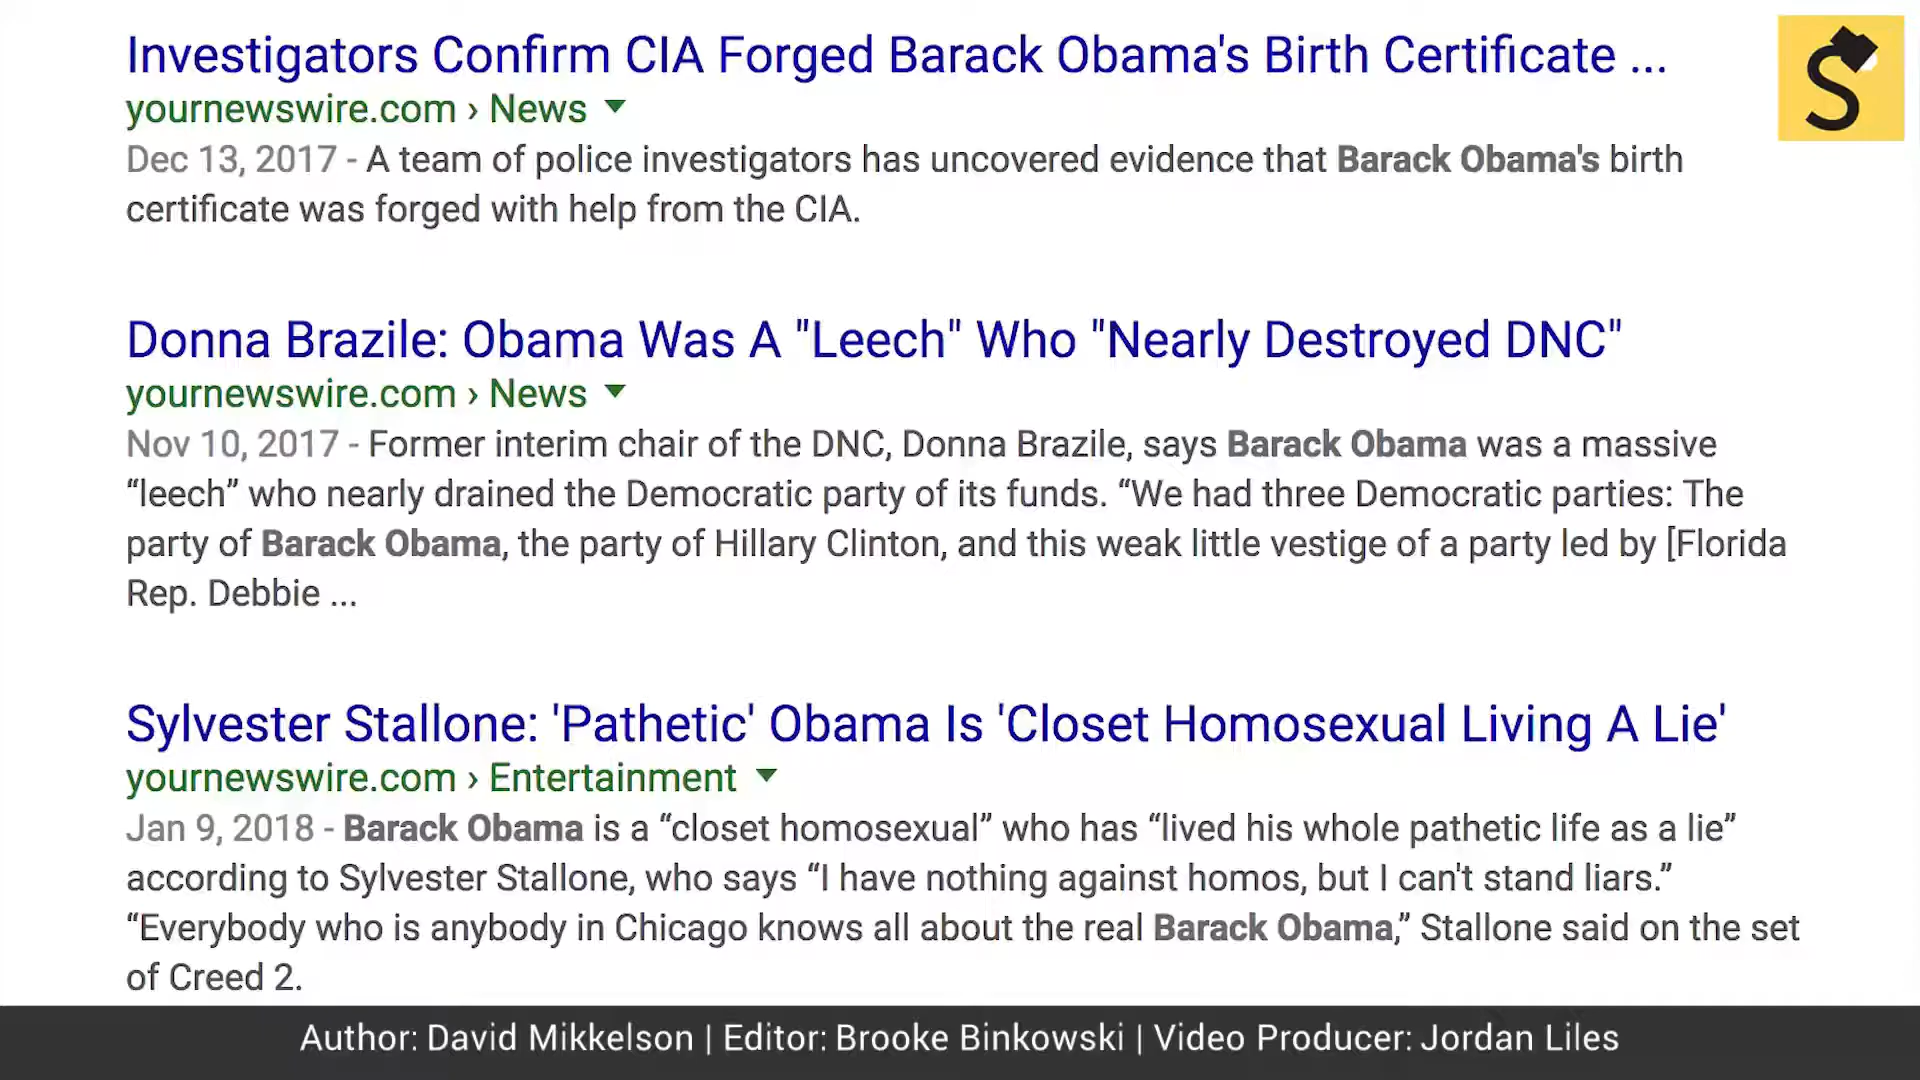 Investigators Confirm CIA Forged Barack Obama's Birth Certificate ...
yournewswire.com › News ▼
Dec 13, 2017 - A team of police investigators has uncovered evidence that Barack Obama's birth
certificate was forged with help from the CIA.
Donna Brazile: Obama Was A "Leech" Who "Nearly Destroyed DNC"
yournewswire.com › News ▼
Nov 10, 2017 - Former interim chair of the DNC, Donna Brazile, says Barack Obama was a massive
“leech” who nearly drained the Democratic party of its funds. “We had three Democratic parties: The
party of Barack Obama, the party of Hillary Clinton, and this weak little vestige of a party led by [Florida
Rep. Debbie ...
Sylvester Stallone: 'Pathetic' Obama Is 'Closet Homosexual Living A Lie'
yournewswire.com › Entertainment ▼
Jan 9, 2018 - Barack Obama is a “closet homosexual” who has “lived his whole pathetic life as a lie”
according to Sylvester Stallone, who says “I have nothing against homos, but I can't stand liars.”
“Everybody who is anybody in Chicago knows all about the real Barack Obama,” Stallone said on the set
of Creed 2.
Author: David Mikkelson | Editor: Brooke Binkowski | Video Producer: Jordan Liles
S